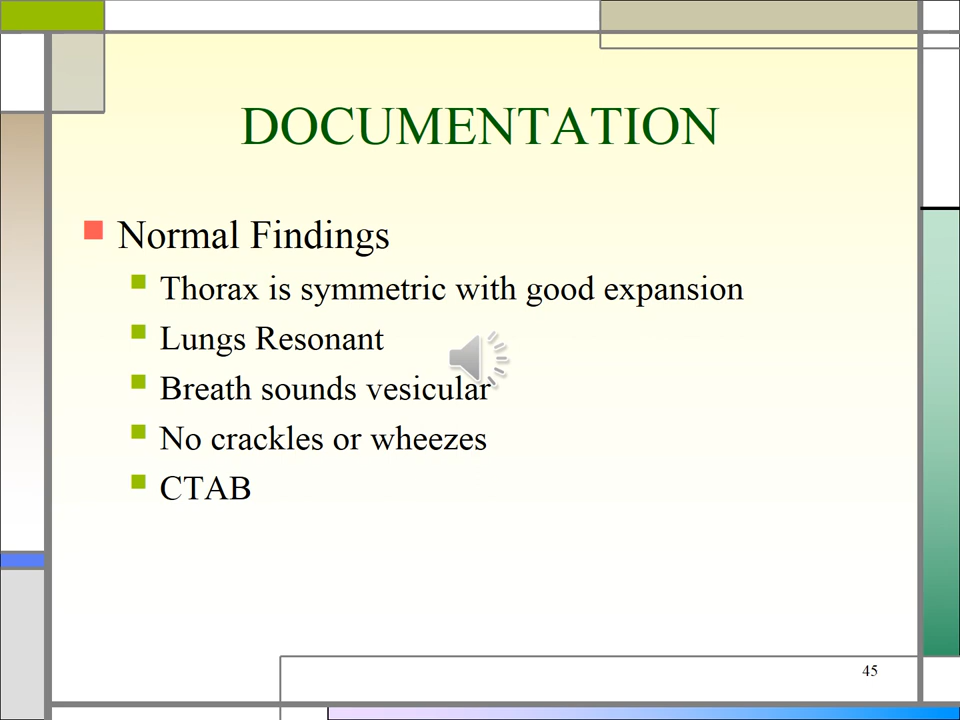 DOCUMENTATION
Normal Findings
Thorax is symmetric with good expansion
Lungs Resonant
Breath sounds vesicular
No crackles or wheezes
CTAB
45